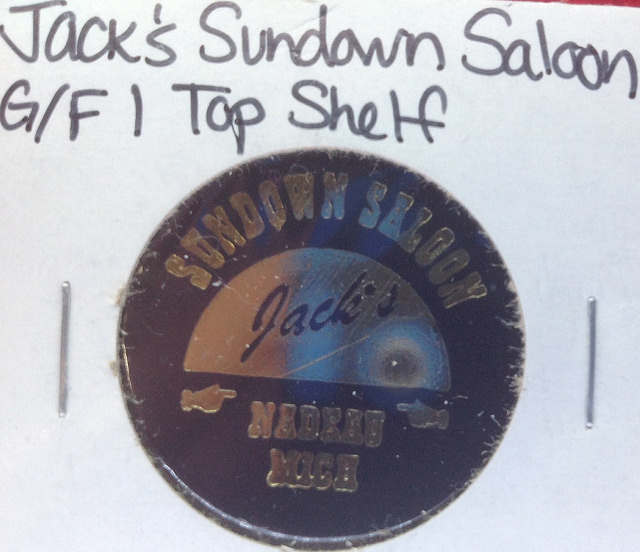 Jack's Sundown Saloon
G/F 1 Top Shelf
SUNDOWN SALOON
Jack's
NADEAU
MICH